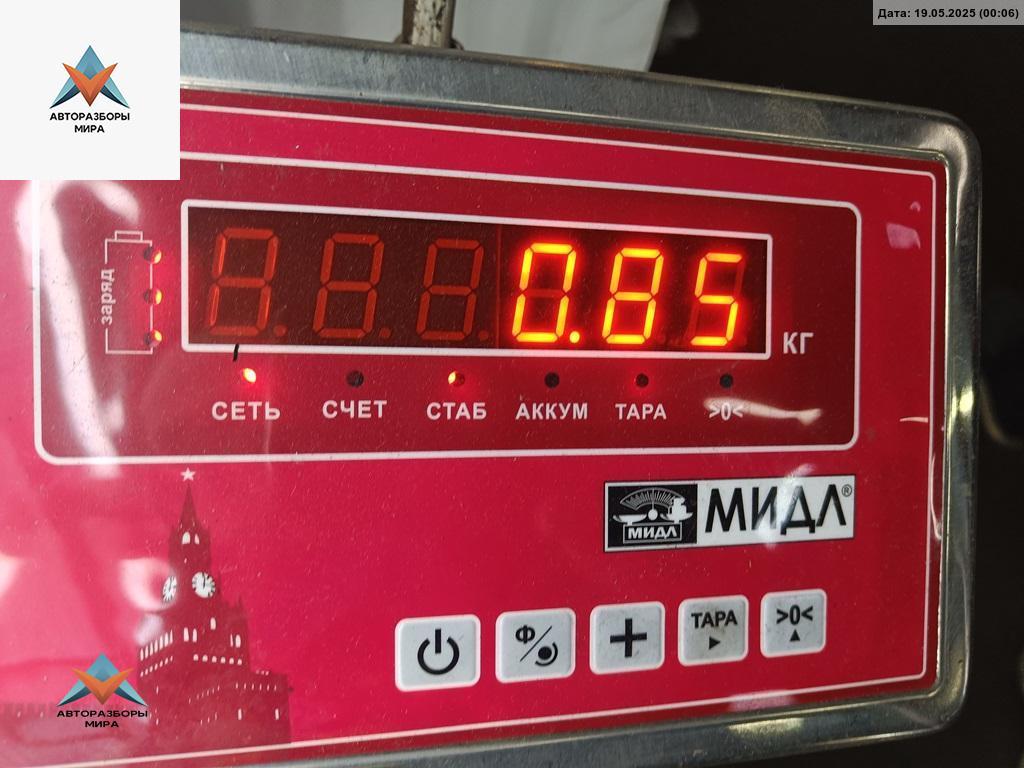 Дата: 19.05.2025 (00:06)
АВТОРАЗБОРЫ
МИРА
заряд
0.85
КГ
СЕТЬ СЧЕТ СТАБ АККУМ ТАРА >0<
МИДЛ МИДЛ®
Ф ТАРА >0<
АВТОРАЗБОРЫ
МИРА